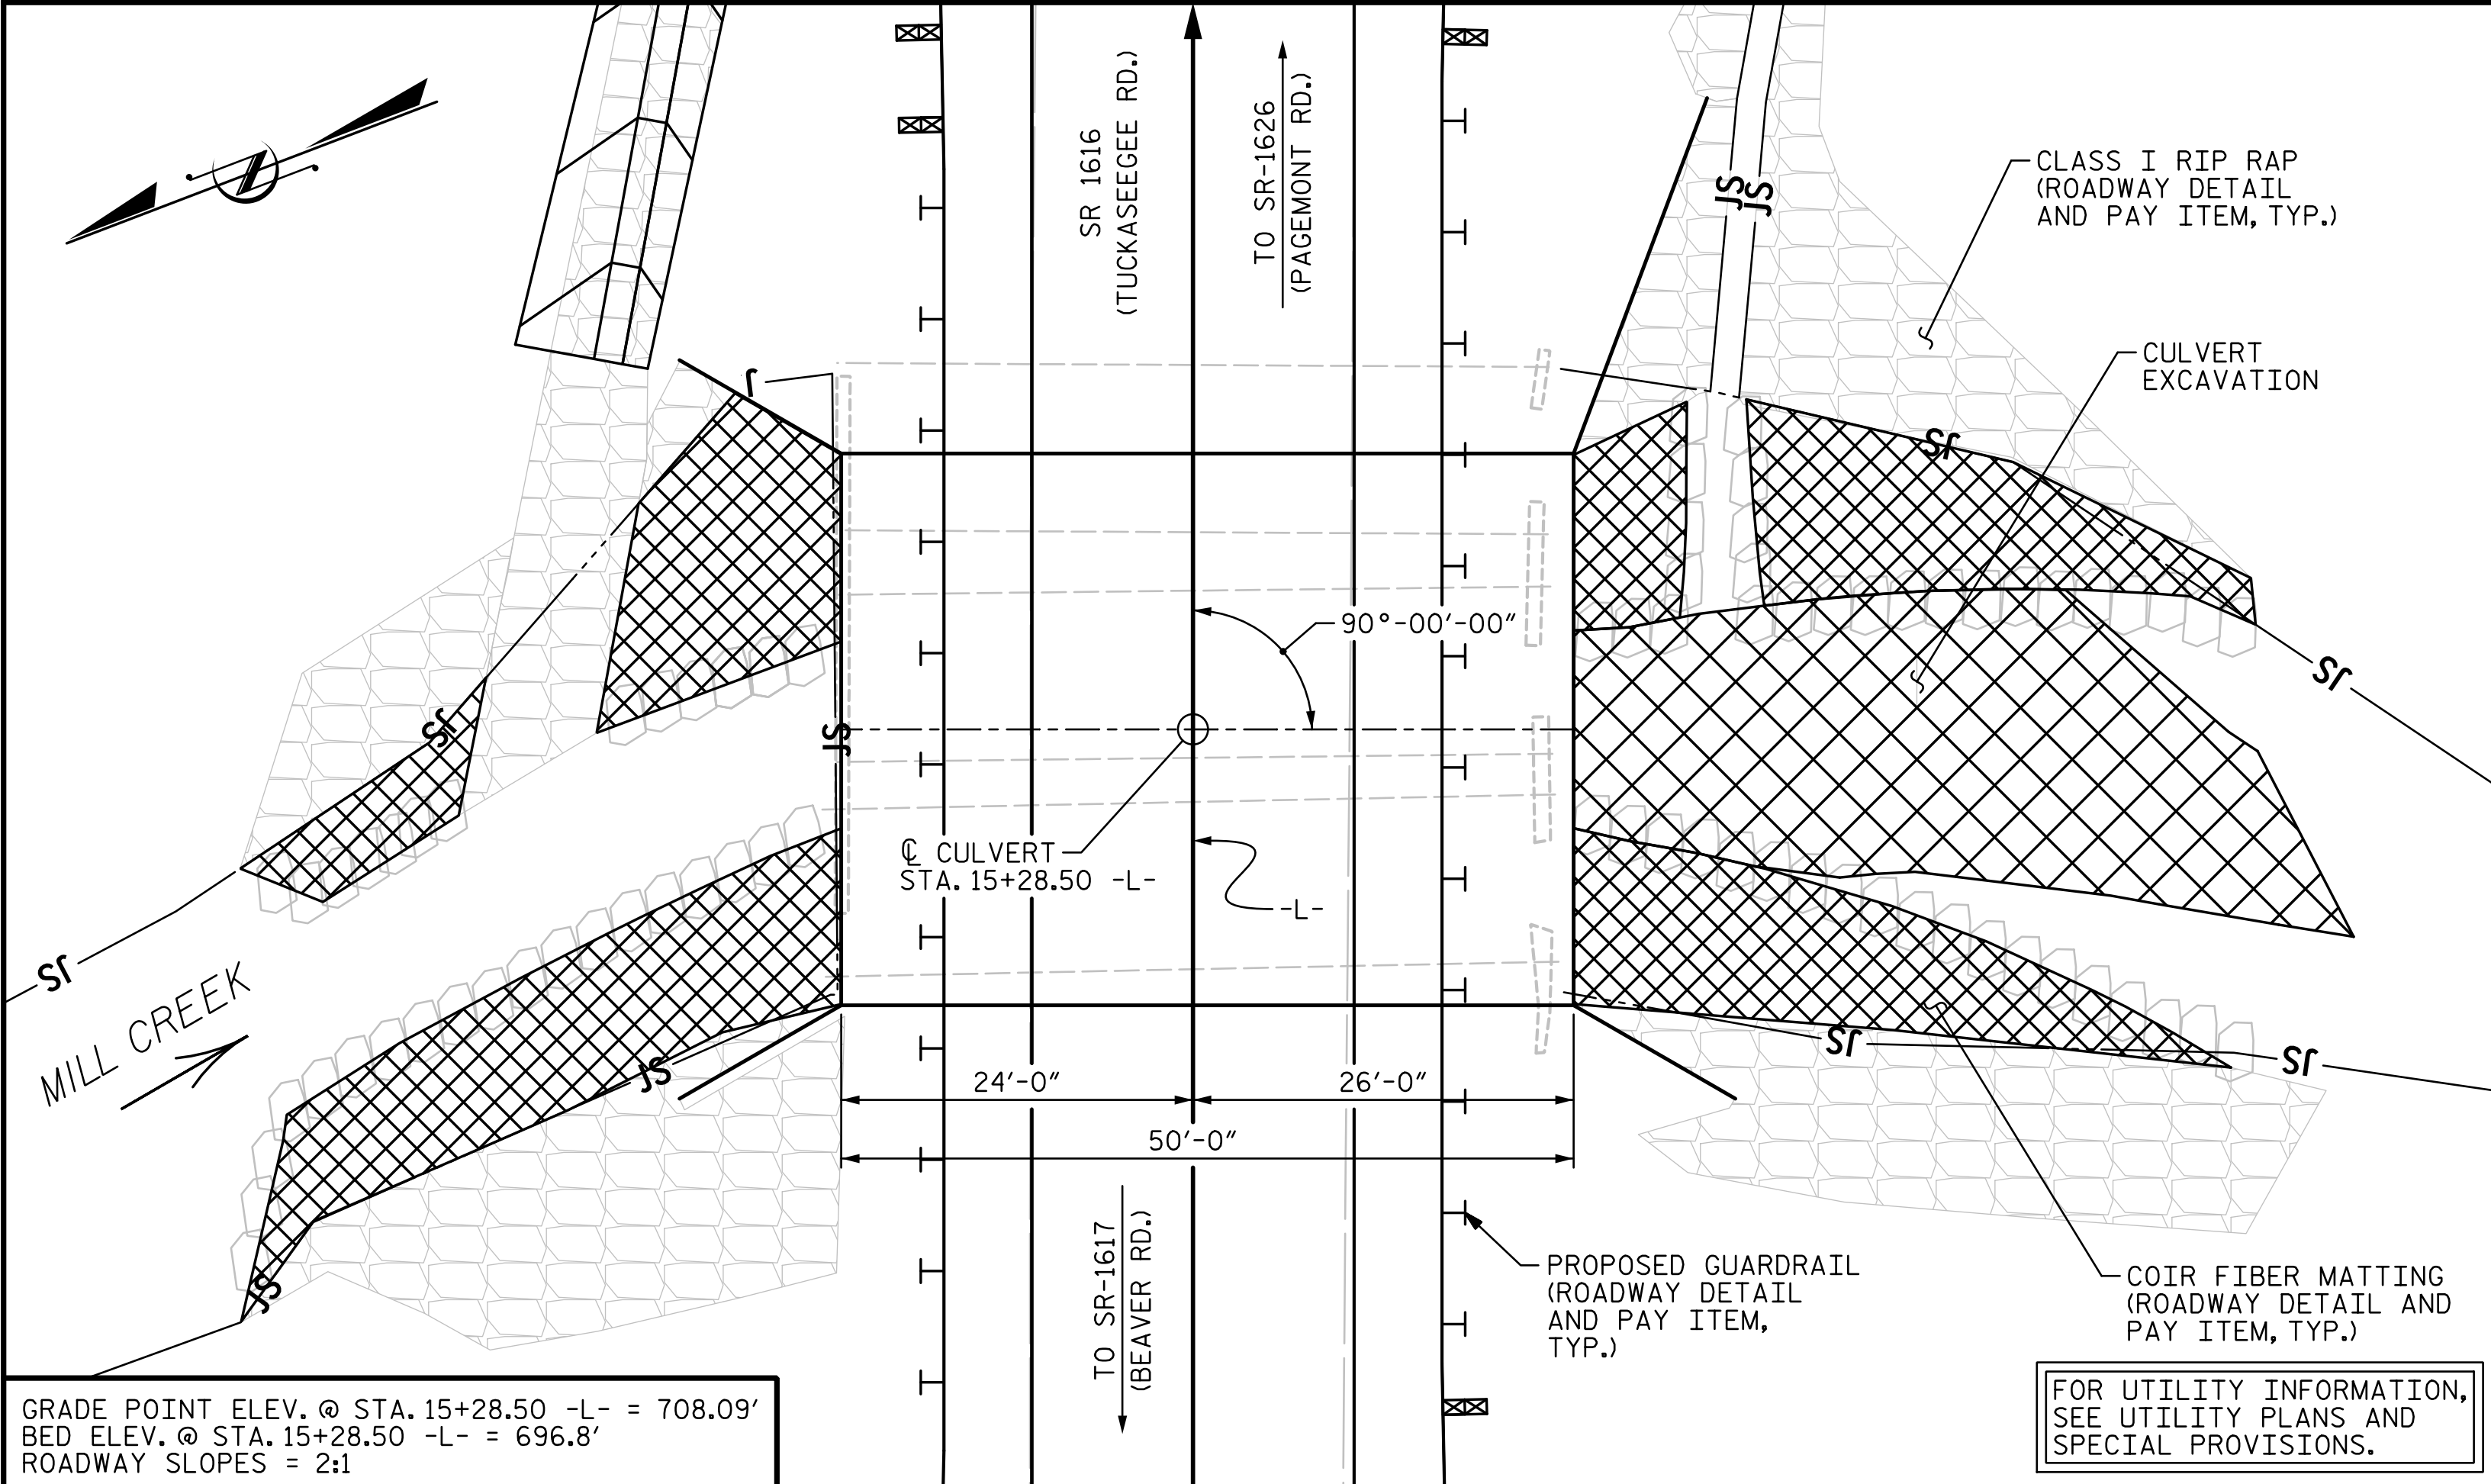 SR 1616
(TUCKASEEGEE RD.)
TO SR-1626
(PAGEMONT RD.)
CLASS I RIP RAP
(ROADWAY DETAIL
AND PAY ITEM, TYP.)
CULVERT
EXCAVATION
JS
JS
J
JS
JS
JS
JS
JS
JS
JS
JS
JS
JS
90°-00'-00"
℄ CULVERT
STA. 15+28.50 -L-
-L-
MILL CREEK
24'-0"
26'-0"
50'-0"
TO SR-1617
(BEAVER RD.)
PROPOSED GUARDRAIL
(ROADWAY DETAIL
AND PAY ITEM,
TYP.)
COIR FIBER MATTING
(ROADWAY DETAIL AND
PAY ITEM, TYP.)
GRADE POINT ELEV. @ STA. 15+28.50 -L- = 708.09'
BED ELEV. @ STA. 15+28.50 -L- = 696.8'
ROADWAY SLOPES = 2:1
FOR UTILITY INFORMATION,
SEE UTILITY PLANS AND
SPECIAL PROVISIONS.